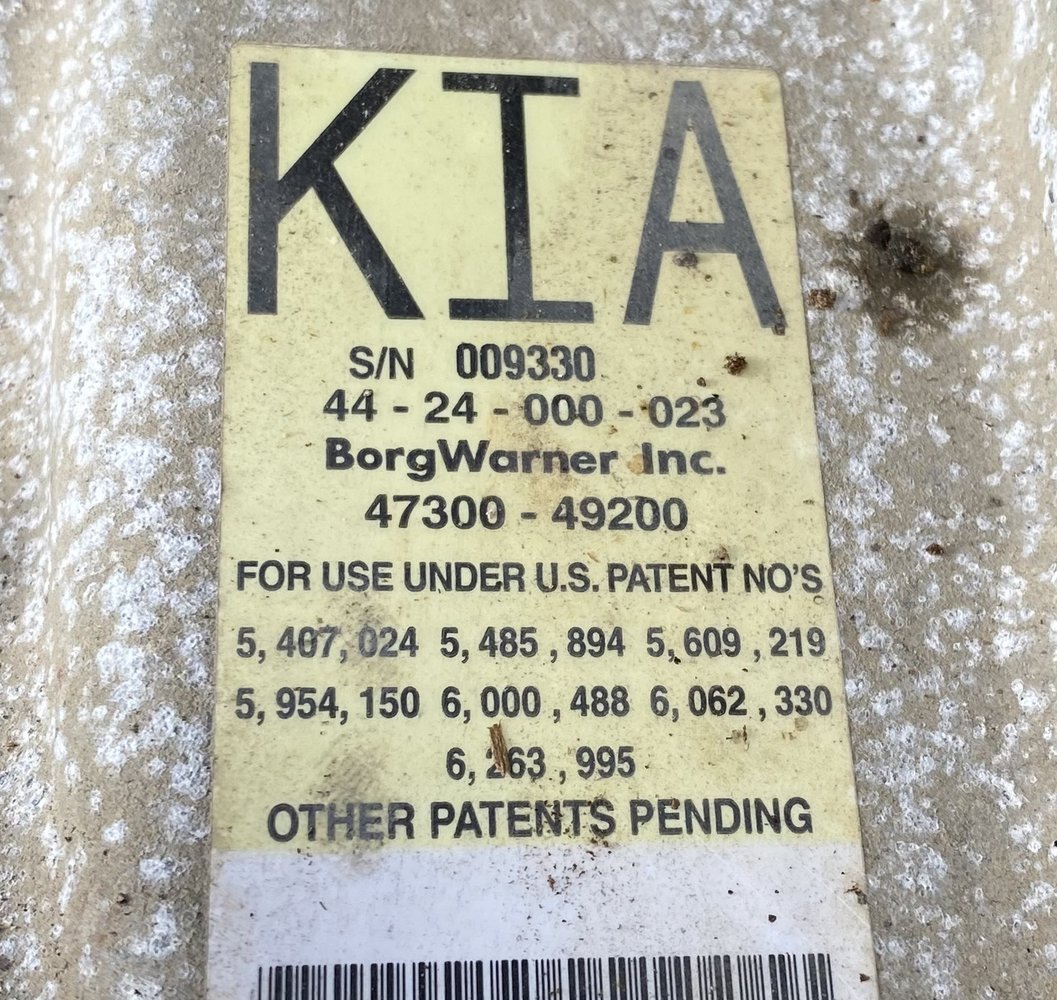 KIA
S/N 009330
44 - 24 - 000 - 023
BorgWarner Inc.
47300 - 49200
FOR USE UNDER U.S. PATENT NO'S
5, 407, 024 5, 485 , 894 5, 609 , 219
5, 954, 150 6, 000 , 488 6, 062 , 330
6, 263 , 995
OTHER PATENTS PENDING